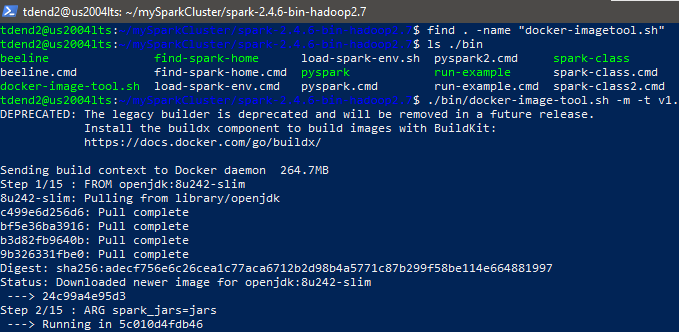 tdend2@us2004lts: ~/mySparkCluster/spark-2.4.6-bin-hadoop2.7
tdend2@us2004lts:~/mySparkCluster/spark-2.4.6-bin-hadoop2.7$ find . -name "docker-imagetool.sh"
tdend2@us2004lts:~/mySparkCluster/spark-2.4.6-bin-hadoop2.7$ ls ./bin
beeline find-spark-home load-spark-env.sh pyspark2.cmd spark-class
beeline.cmd find-spark-home.cmd pyspark run-example spark-class.cmd
docker-image-tool.sh load-spark-env.cmd pyspark.cmd run-example.cmd spark-class2.
tdend2@us2004lts:~/mySparkCluster/spark-2.4.6-bin-hadoop2.7$ ./bin/docker-image-tool.sh -m -t v1.
DEPRECATED: The legacy builder is deprecated and will be removed in a future release.
Install the buildx component to build images with BuildKit:
https://docs.docker.com/go/buildx/
Sending build context to Docker daemon 264.7MB
Step 1/15 : FROM openjdk:8u242-slim
8u242-slim: Pulling from library/openjdk
c499e6d256d6: Pull complete
bf5e36ba3916: Pull complete
b3d82fb9640b: Pull complete
9b326331fbe0: Pull complete
Digest: sha256:adecf756e6c26cea1c77aca6712b2d98b4a5771c87b299f58be114e664881997
Status: Downloaded newer image for openjdk:8u242-slim
---> 24c99a4e95d3
Step 2/15 : ARG spark_jars=jars
---> Running in 5c010d4fdb46